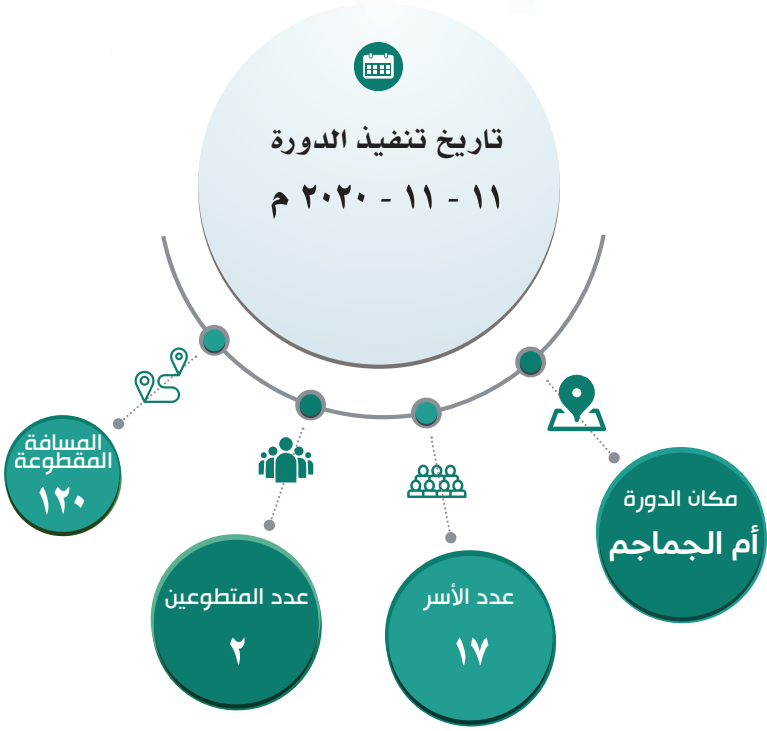 تاريخ تنفيذ الدورة
١١ - ١١ - ٢٠٢٠ م
مكان الدورة
أم الجماجم
عدد الأسر
١٧
عدد المتطوعين
٢
المسافة
المقطوعة
١٢٠